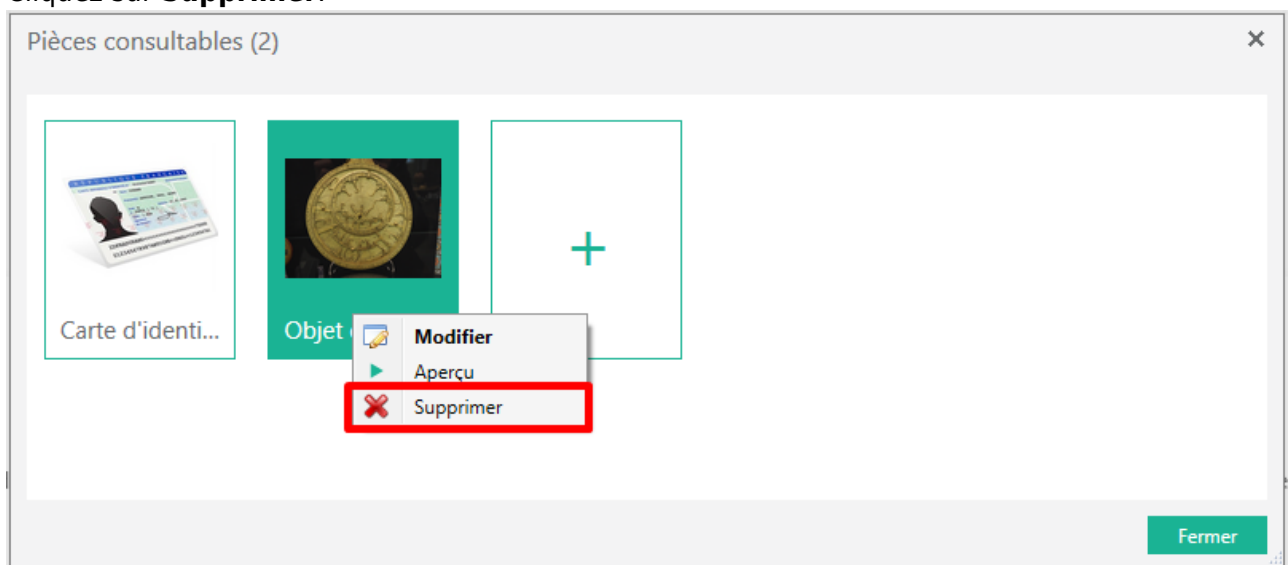 Pièces consultables (2)
Carte d'identi...
Objet
Modifier
Aperçu
Supprimer
Fermer